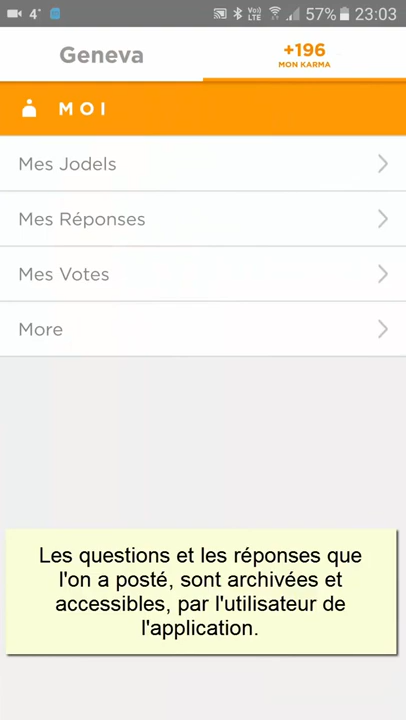 4° 57% 23:03
Geneva
+196
MON KARMA
MOI
Mes Jodels
Mes Réponses
Mes Votes
More
Les questions et les réponses que
l'on a posté, sont archivées et
accessibles, par l'utilisateur de
l'application.